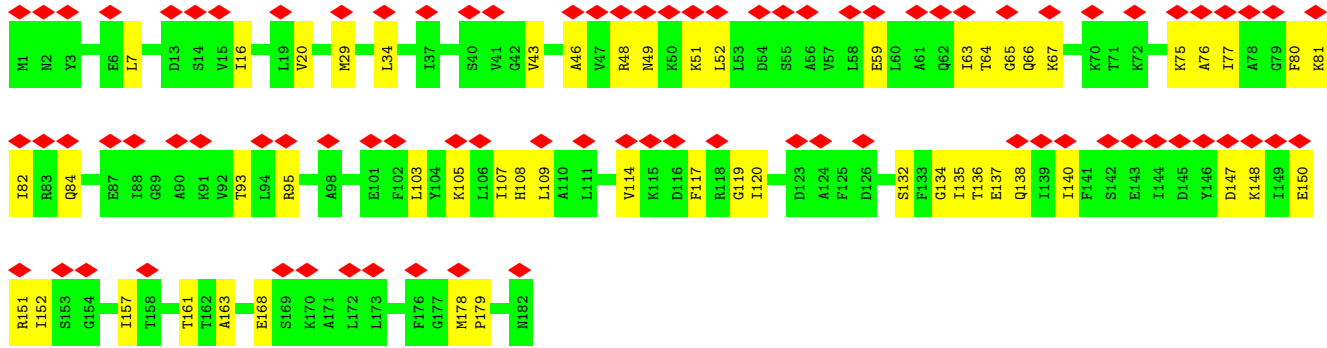 M1 N2 Y3 E6 L7 D13 S14 V15 I16 L19 V20 M29 L34 I37 S40 V41 G42 V43 A46 V47 R48 N49 K50 K51 L52 L53 D54 S55 A56 V57 L58 E59 L60 A61 Q62 I63 T64 G65 Q66 K67 K70 T71 K72 K75 A76 I77 A78 G79 F80 K81
I82 R83 Q84 E87 I88 G89 A90 K91 V92 T93 L94 R95 A98 E101 F102 L103 Y104 K105 L106 I107 H108 L109 A110 L111 V114 K115 D116 F117 R118 G119 I120 D123 A124 F125 D126 S132 F133 G134 I135 T136 E137 Q138 I139 I140 F141 S142 E143 I144 D145 Y146 D147 K148 I149 E150
R151 I152 S153 G154 I157 T158 T161 T162 A163 E168 S169 K170 A171 L172 L173 F176 G177 M178 P179 N182